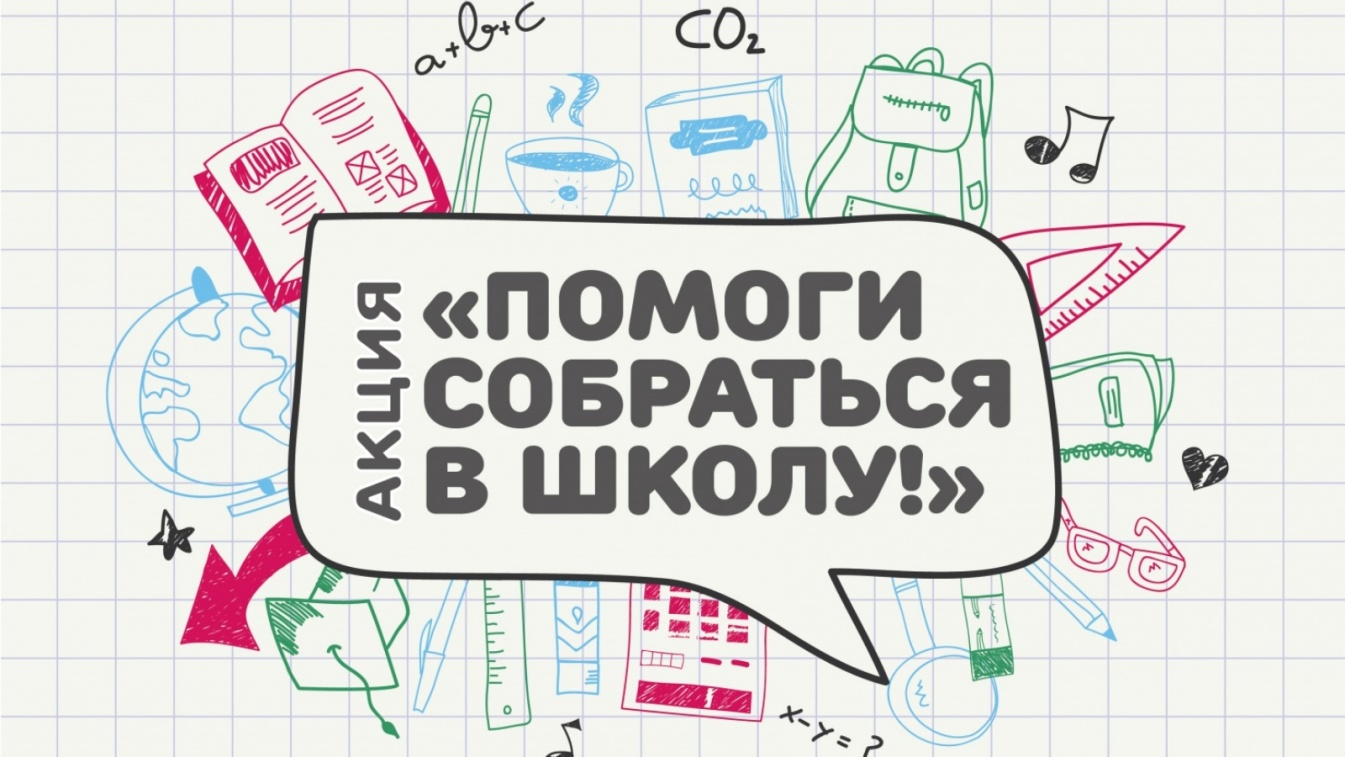 a+b+c
CO₂
АКЦИЯ
«ПОМОГИ
СОБРАТЬСЯ
В ШКОЛУ!»
x-y=?